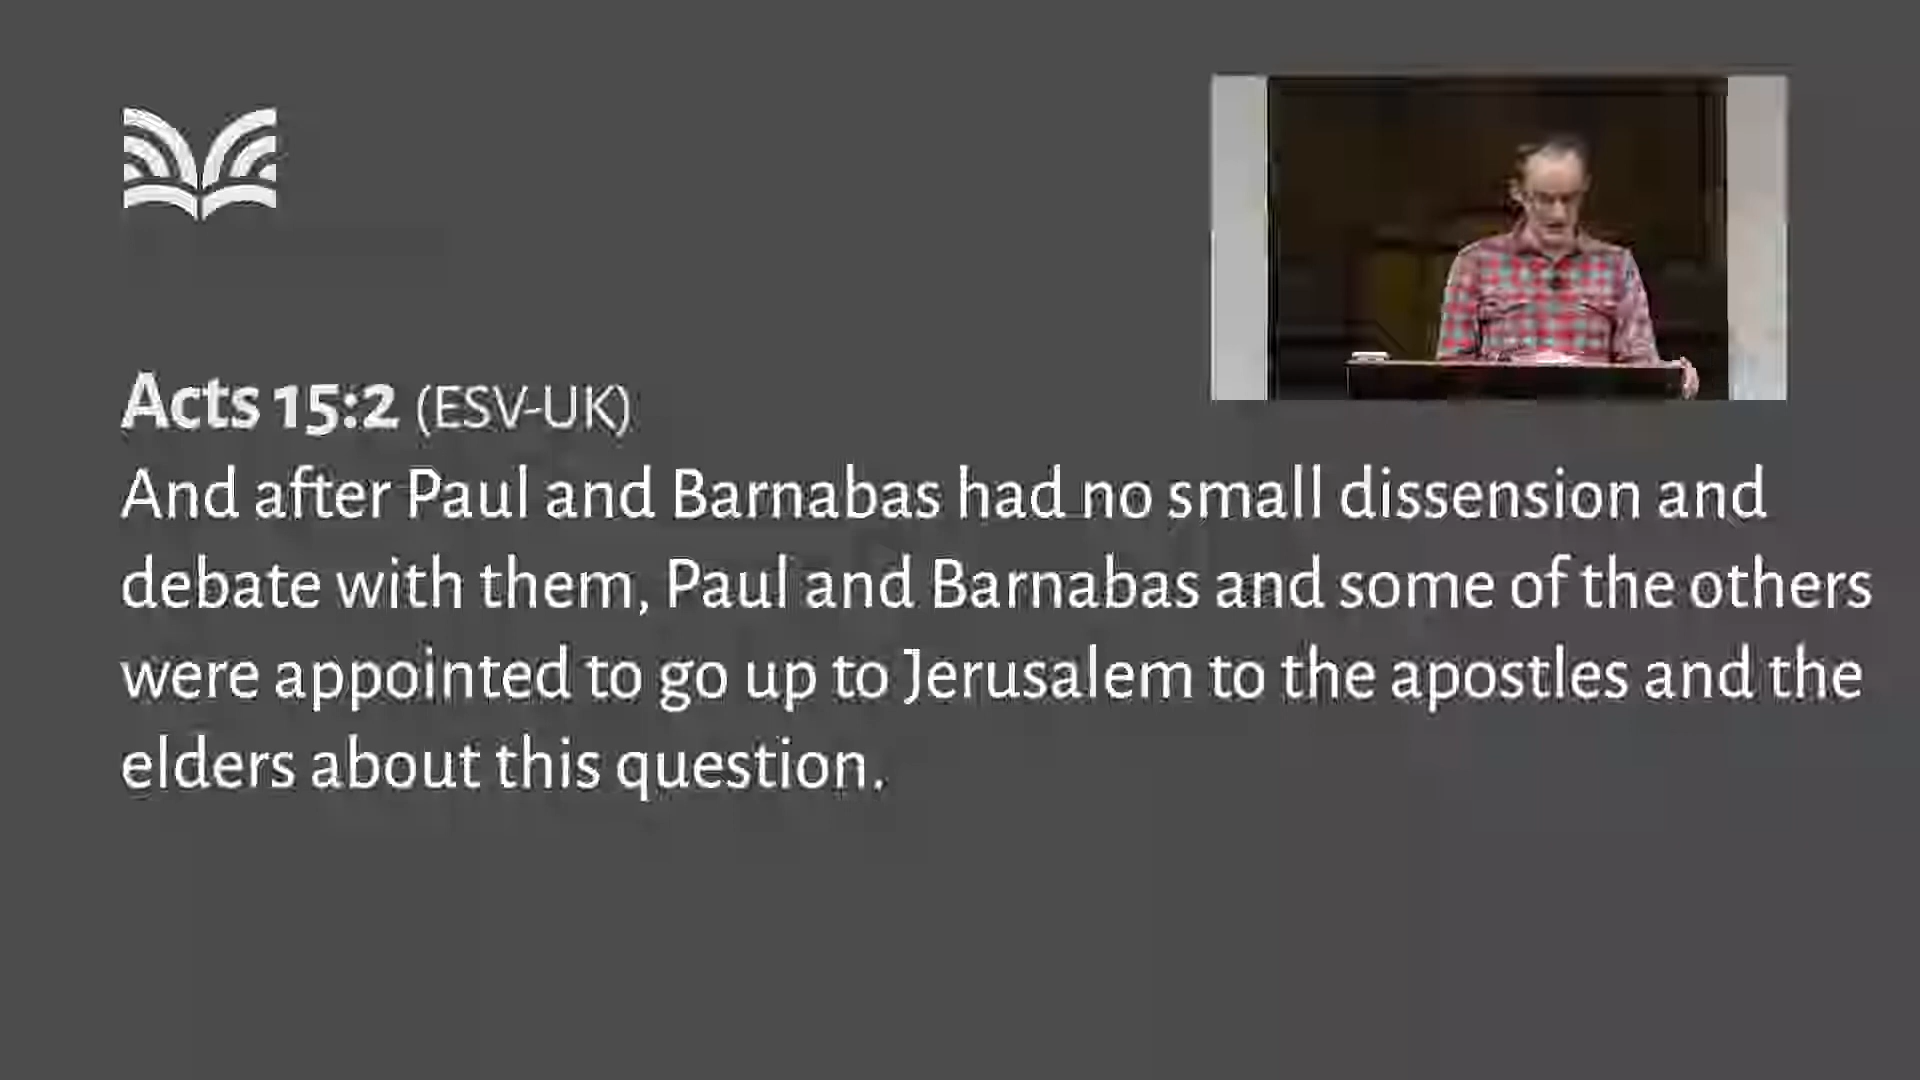 Acts 15:2 (ESV-UK)
And after Paul and Barnabas had no small dissension and
debate with them, Paul and Barnabas and some of the others
were appointed to go up to Jerusalem to the apostles and the
elders about this question.